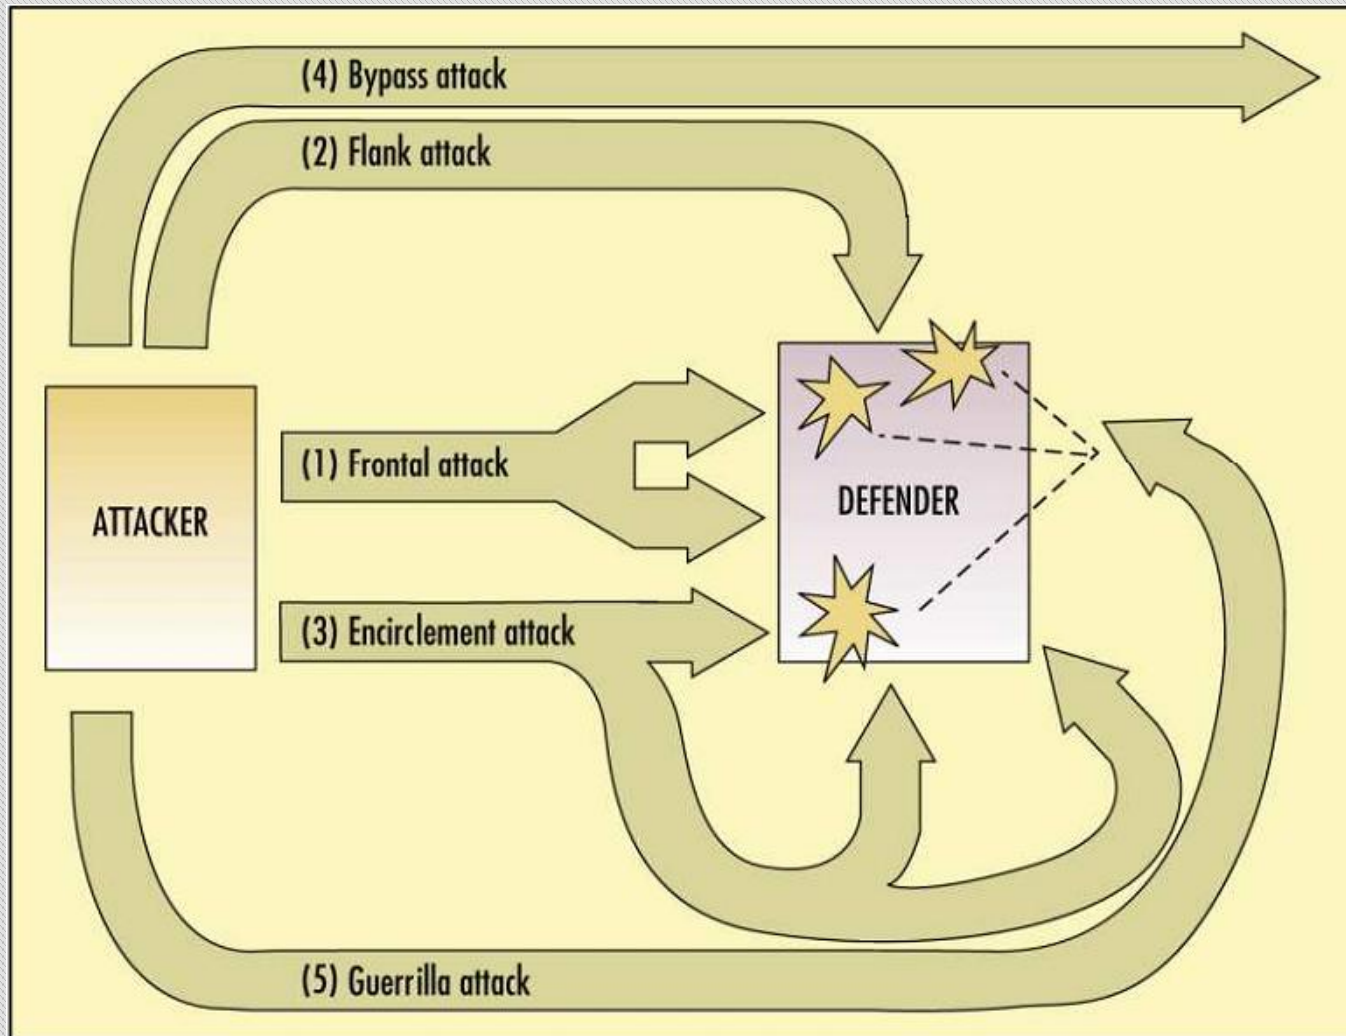 (4) Bypass attack
(2) Flank attack
(1) Frontal attack
ATTACKER
DEFENDER
(3) Encirclement attack
(5) Guerrilla attack